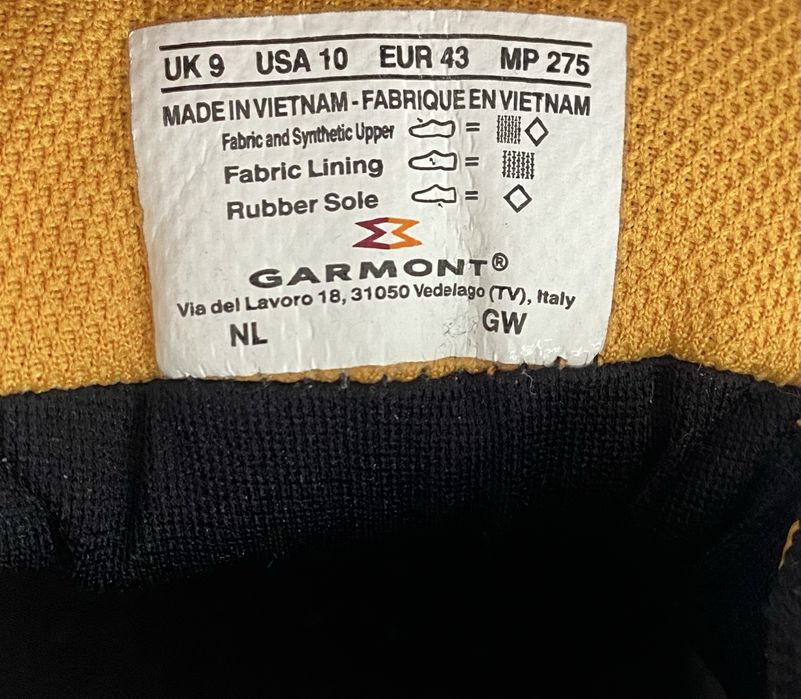 UK 9 USA 10 EUR 43 MP 275
MADE IN VIETNAM - FABRIQUE EN VIETNAM
Fabric and Synthetic Upper =
Fabric Lining =
Rubber Sole =
GARMONT®
Via del Lavoro 18, 31050 Vedelago (TV), Italy
NL GW